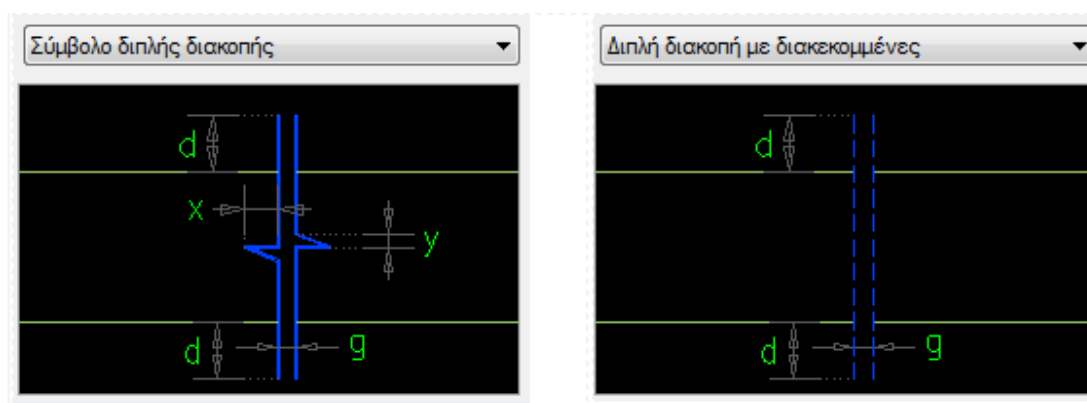 Σύμβολο διπλής διακοπής
d
x
y
d
g
Διπλή διακοπή με διακεκομμένες
d
d
g